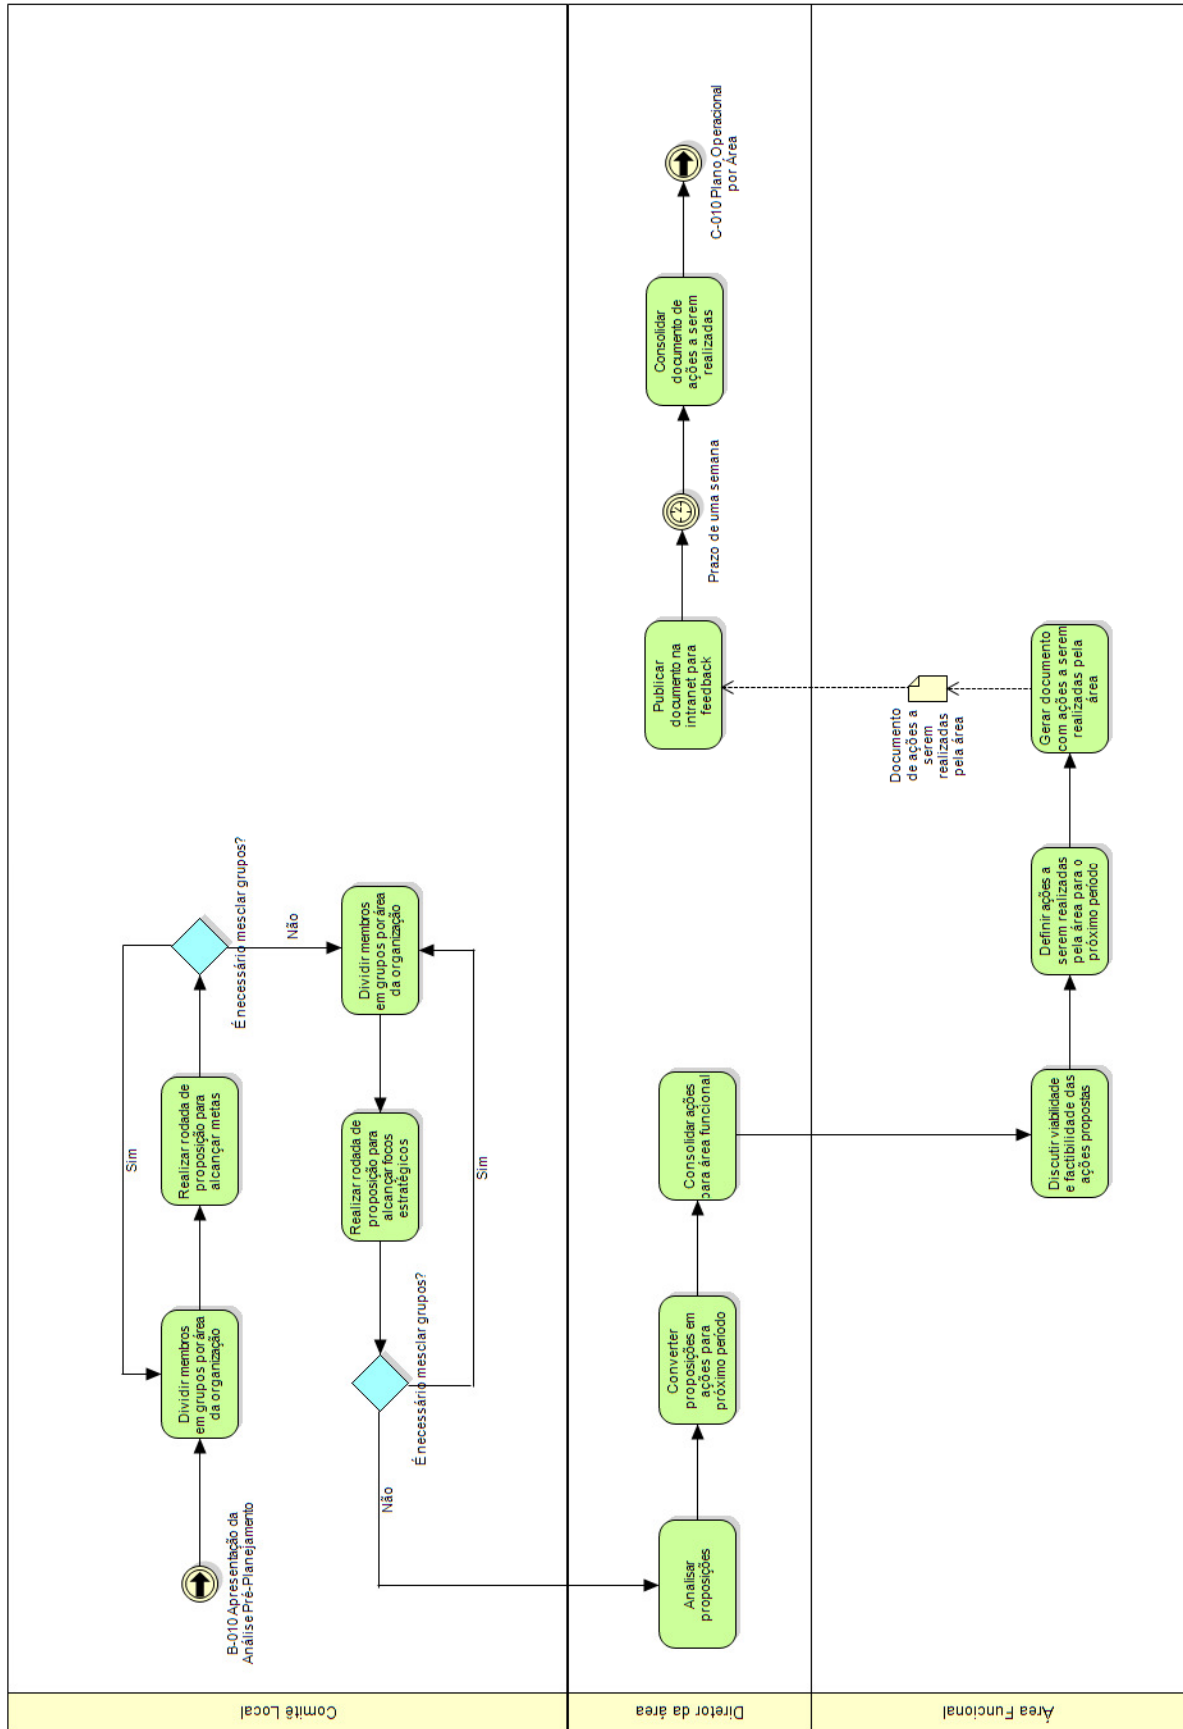 Comitê Local
B-010 Apresentação da
Análise Pré-Planejamento
Dividir membros
em grupos por área
da organização
Realizar rodada de
proposição para
alcançar metas
Sim
É necessário mesclar grupos?
Não
Dividir membros
em grupos por área
da organização
Realizar rodada de
proposição para
alcançar focos
estratégicos
Sim
É necessário mesclar grupos?
Não
Diretor da área
Analisar
proposições
Converter
proposições em
ações para
próximo período
Consolidar ações
para área funcional
Publicar
documento na
intranet para
feedback
Prazo de uma semana
Consolidar
documento de
ações a serem
realizadas
C-010 Plano Operacional
por Área
Área Funcional
Discutir viabilidade
e factibilidade das
ações propostas
Definir ações a
serem realizadas
pela área para o
próximo período
Gerar documento
com ações a serem
realizadas pela
área
Documento
de ações a
serem
realizadas
pela área